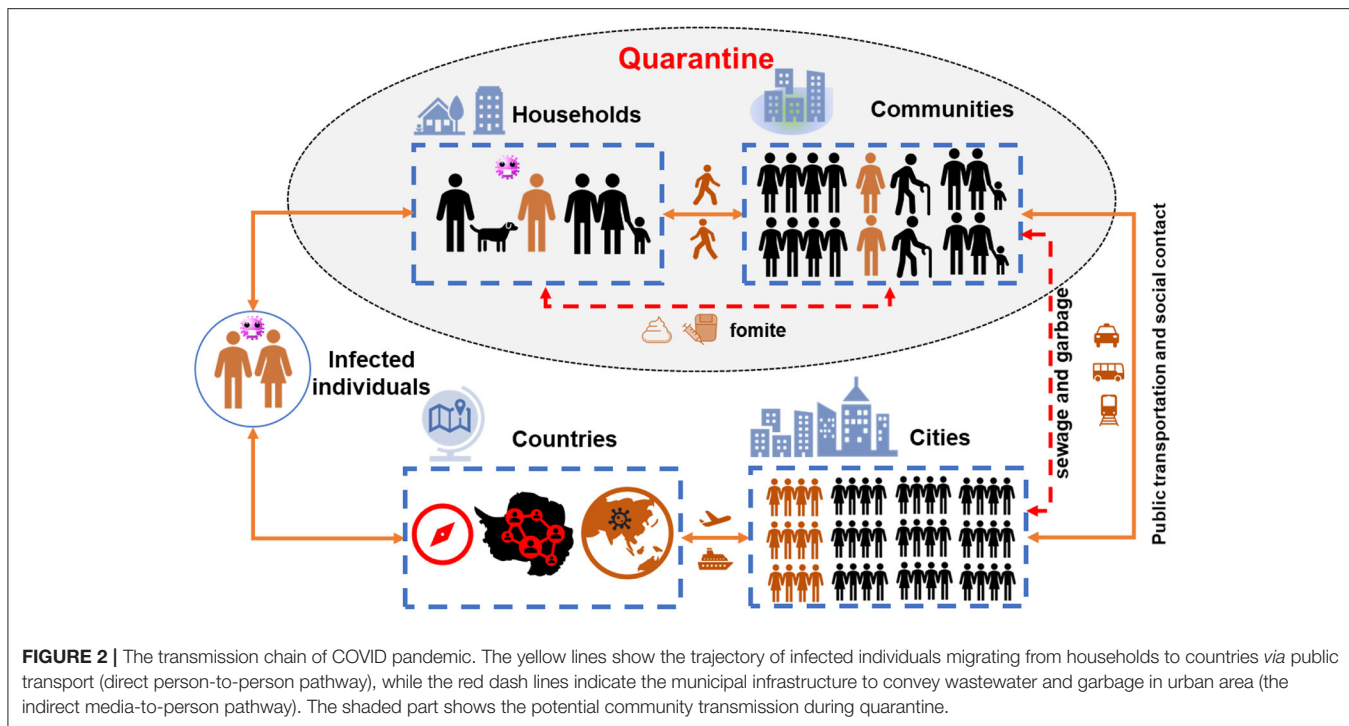 Quarantine
Households
Communities
fomite
Infected
individuals
sewage and garbage
Public transportation and social contact
Countries
Cities
FIGURE 2 | The transmission chain of COVID pandemic. The yellow lines show the trajectory of infected individuals migrating from households to countries via public
transport (direct person-to-person pathway), while the red dash lines indicate the municipal infrastructure to convey wastewater and garbage in urban area (the
indirect media-to-person pathway). The shaded part shows the potential community transmission during quarantine.